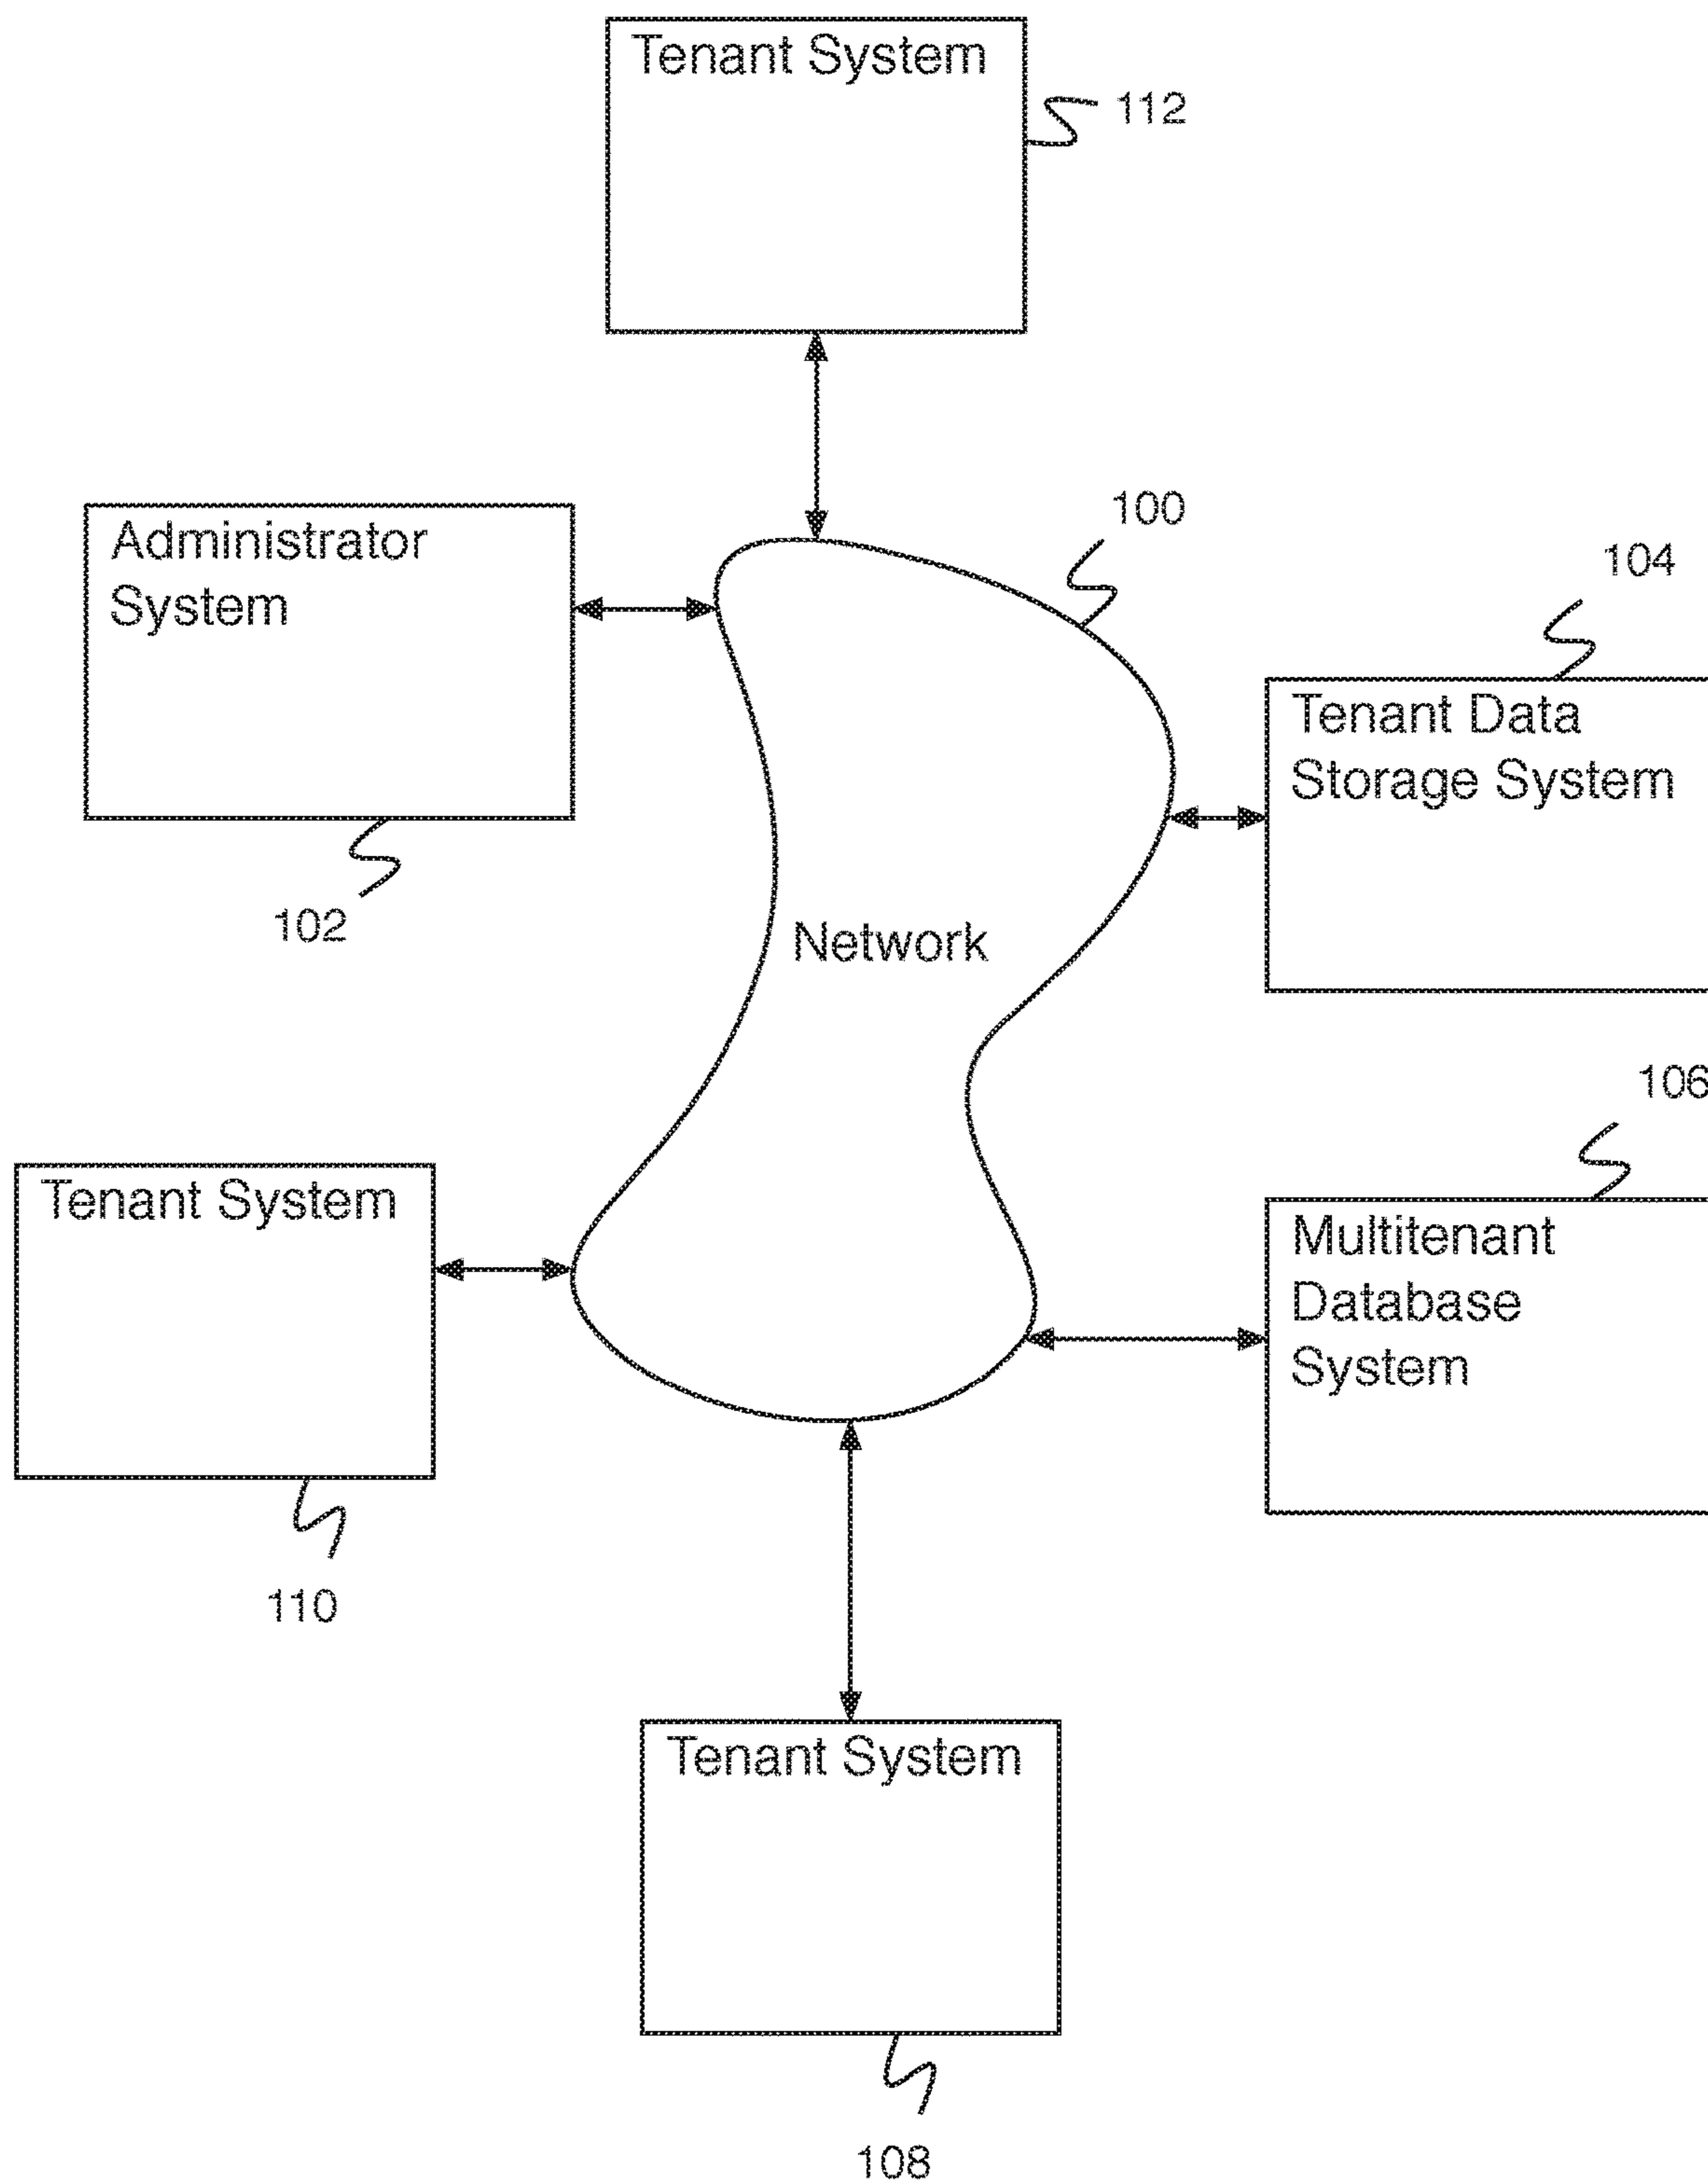 Tenant System
112
100
Administrator
System
104
Tenant Data
Storage System
102
Network
106
Tenant System
Multitenant
Database
System
110
Tenant System
108